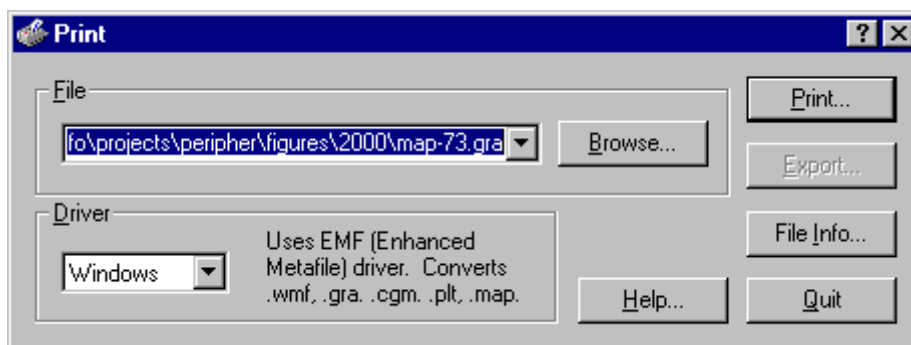 Print
File
fo\projects\peripher\figures\2000\map-73.gra
Browse...
Print...
Export...
Driver
Windows
Uses EMF (Enhanced
Metafile) driver. Converts
.wmf, .gra. .cgm. .plt, .map.
File Info...
Help...
Quit